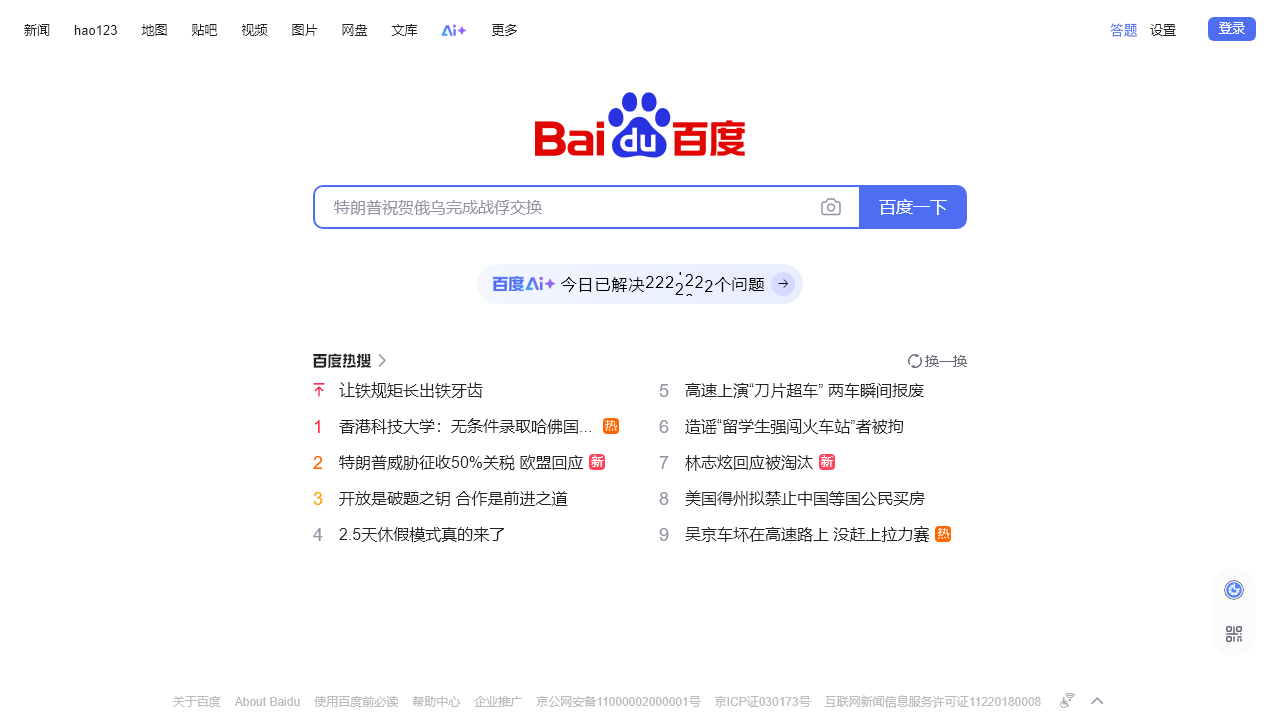 新闻 hao123 地图 贴吧 视频 图片 网盘 文库 Ai+ 更多 答题 设置 登录
Bai du 百度
特朗普祝贺俄乌完成战俘交换 百度一下
百度Ai+ 今日已解决 个问题
百度热搜 换一换
让铁规矩长出铁牙齿
1 香港科技大学：无条件录取哈佛国... 热
2 特朗普威胁征收50%关税 欧盟回应 新
3 开放是破题之钥 合作是前进之道
4 2.5天休假模式真的来了
5 高速上演“刀片超车” 两车瞬间报废
6 造谣“留学生强闯火车站”者被拘
7 林志炫回应被淘汰 新
8 美国得州拟禁止中国等国公民买房
9 吴京车坏在高速路上 没赶上拉力赛 热
关于百度 About Baidu 使用百度前必读 帮助中心 企业推广 京公网安备11000002000001号 京ICP证030173号 互联网新闻信息服务许可证11220180008